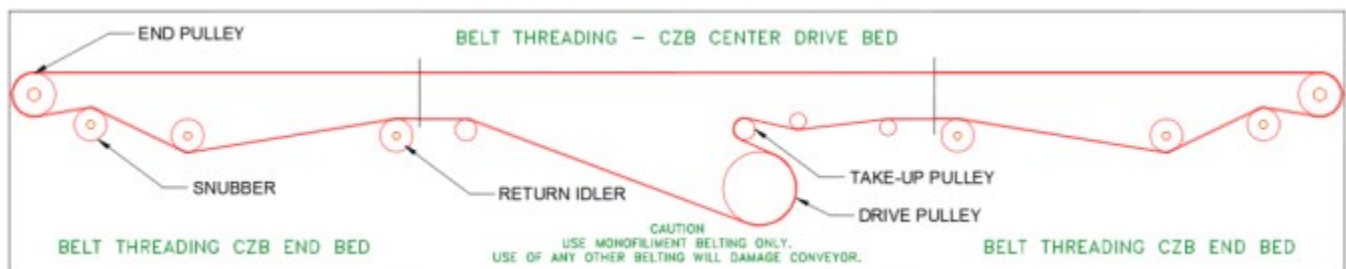 END PULLEY
BELT THREADING – CZB CENTER DRIVE BED
SNUBBER
RETURN IDLER
TAKE-UP PULLEY
DRIVE PULLEY
BELT THREADING CZB END BED
CAUTION
USE MONOFILIMENT BELTING ONLY.
USE OF ANY OTHER BELTING WILL DAMAGE CONVEYOR.
BELT THREADING CZB END BED